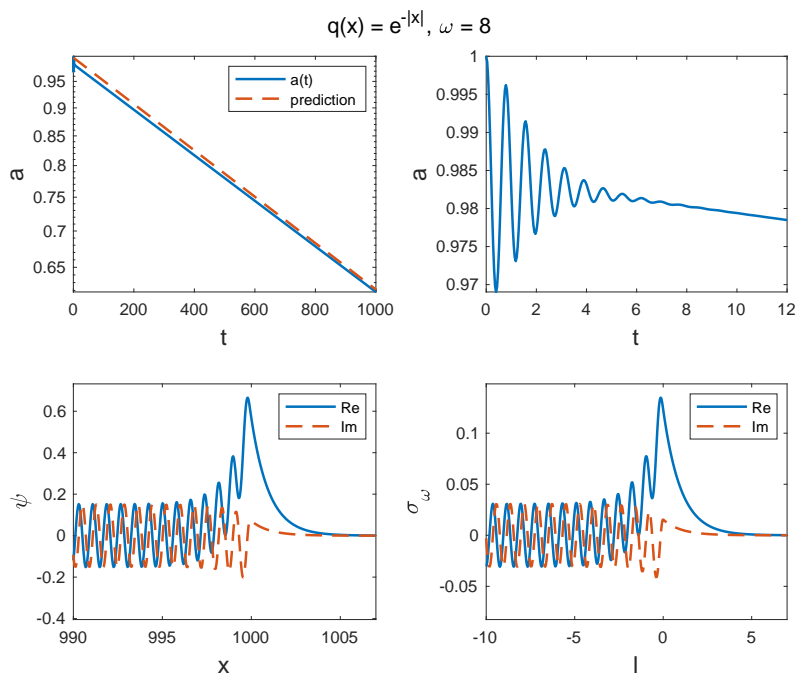 q(x) = e^-|x|, ω = 8
0.95
0.9
0.85
0.8
0.75
0.7
0.65
a
a(t)
prediction
0 200 400 600 800 1000
t
1
0.995
0.99
0.985
0.98
0.975
0.97
a
0 2 4 6 8 10 12
t
0.6
0.4
0.2
0
-0.2
-0.4
ψ
Re
Im
990 995 1000 1005
x
0.1
0.05
0
-0.05
σ_ω
Re
Im
-10 -5 0 5
l